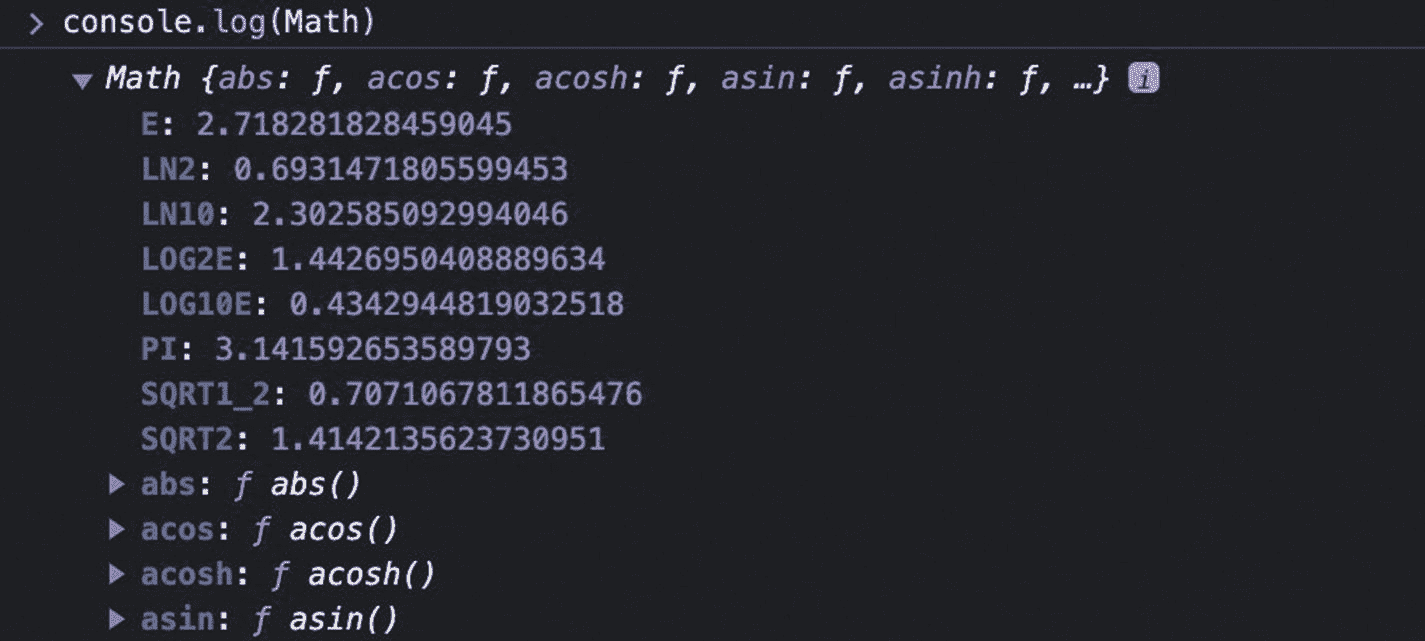 > console.log(Math)
▼ Math {abs: ƒ, acos: ƒ, acosh: ƒ, asin: ƒ, asinh: ƒ, …} i
E: 2.718281828459045
LN2: 0.6931471805599453
LN10: 2.302585092994046
LOG2E: 1.4426950408889634
LOG10E: 0.4342944819032518
PI: 3.141592653589793
SQRT1_2: 0.7071067811865476
SQRT2: 1.4142135623730951
▶ abs: ƒ abs()
▶ acos: ƒ acos()
▶ acosh: ƒ acosh()
▶ asin: ƒ asin()